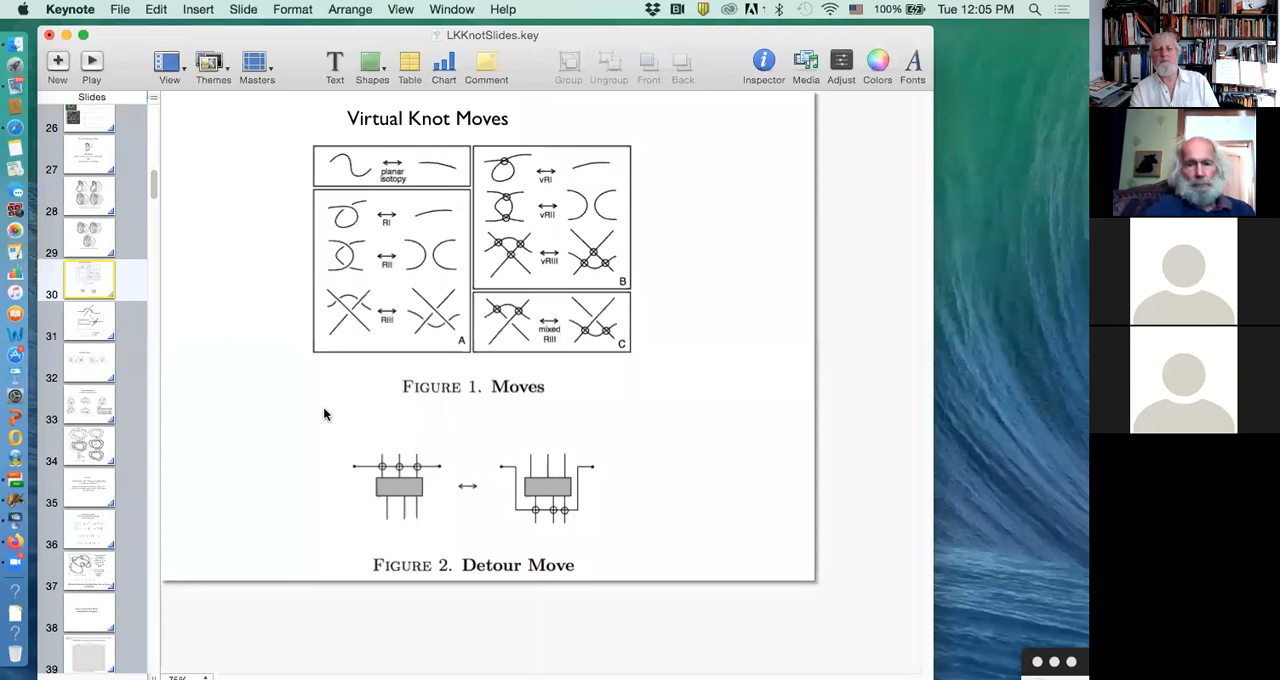 Keynote File Edit Insert Slide Format Arrange View Window Help 100% Tue 12:05 PM
LKKnotSlides.key
New Play View Themes Masters Text Shapes Table Chart Comment Group Ungroup Front Back Inspector Media Adjust Colors Fonts
Slides
26
27
28
29
30
31
32
33
34
35
36
37
38
39
Virtual Knot Moves
planar
isotopy
RI
RII
RIII
A
vRI
vRII
vRIII
B
mixed
RIII
C
FIGURE 1. Moves
FIGURE 2. Detour Move